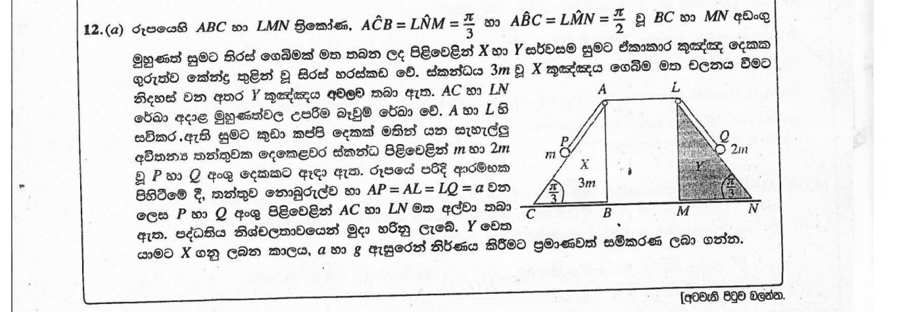 12.(a) රූපයෙහි ABC හා LMN ත්‍රිකෝණ, AĈB = LN̂M = π/3 හා AB̂C = LM̂N = π/2 වූ BC හා MN අඩංගු
මුහුණත් සුමට තිරස් ගෙබිමක් මත තබන ලද පිළිවෙළින් X හා Y සර්වසම සුමට ඒකාකාර කුඤ්ඤ දෙකක
ගුරුත්ව කේන්ද්‍ර තුළින් වූ සිරස් හරස්කඩ වේ. ස්කන්ධය 3m වූ X කුඤ්ඤය ගෙබිම මත චලනය වීමට
නිදහස් වන අතර Y කුඤ්ඤය අචලව තබා ඇත. AC හා LN
රේඛා අදාළ මුහුණත්වල උපරිම බෑවුම් රේඛා වේ. A හා L හි
සවිකර ඇති සුමට කුඩා කප්පි දෙකක් මතින් යන සැහැල්ලු
අවිතන්‍ය තන්තුවක දෙකෙළවර ස්කන්ධ පිළිවෙළින් m හා 2m
වූ P හා Q අංශු දෙකකට ඈඳා ඇත. රූපයේ පරිදි ආරම්භක
පිහිටීමේ දී, තන්තුව නොබුරුල්ව හා AP = AL = LQ = a වන
ලෙස P හා Q අංශු පිළිවෙළින් AC හා LN මත අල්වා තබා
ඇත. පද්ධතිය නිශ්චලතාවයෙන් මුදා හරිනු ලැබේ. Y වෙත
යාමට X ගනු ලබන කාලය, a හා g ඇසුරෙන් නිර්ණය කිරීමට ප්‍රමාණවත් සමීකරණ ලබා ගන්න.
A L
P Q
m X Y 2m
π/3 3m π/3
C B M N
[අටවැනි පිටුව බලන්න.